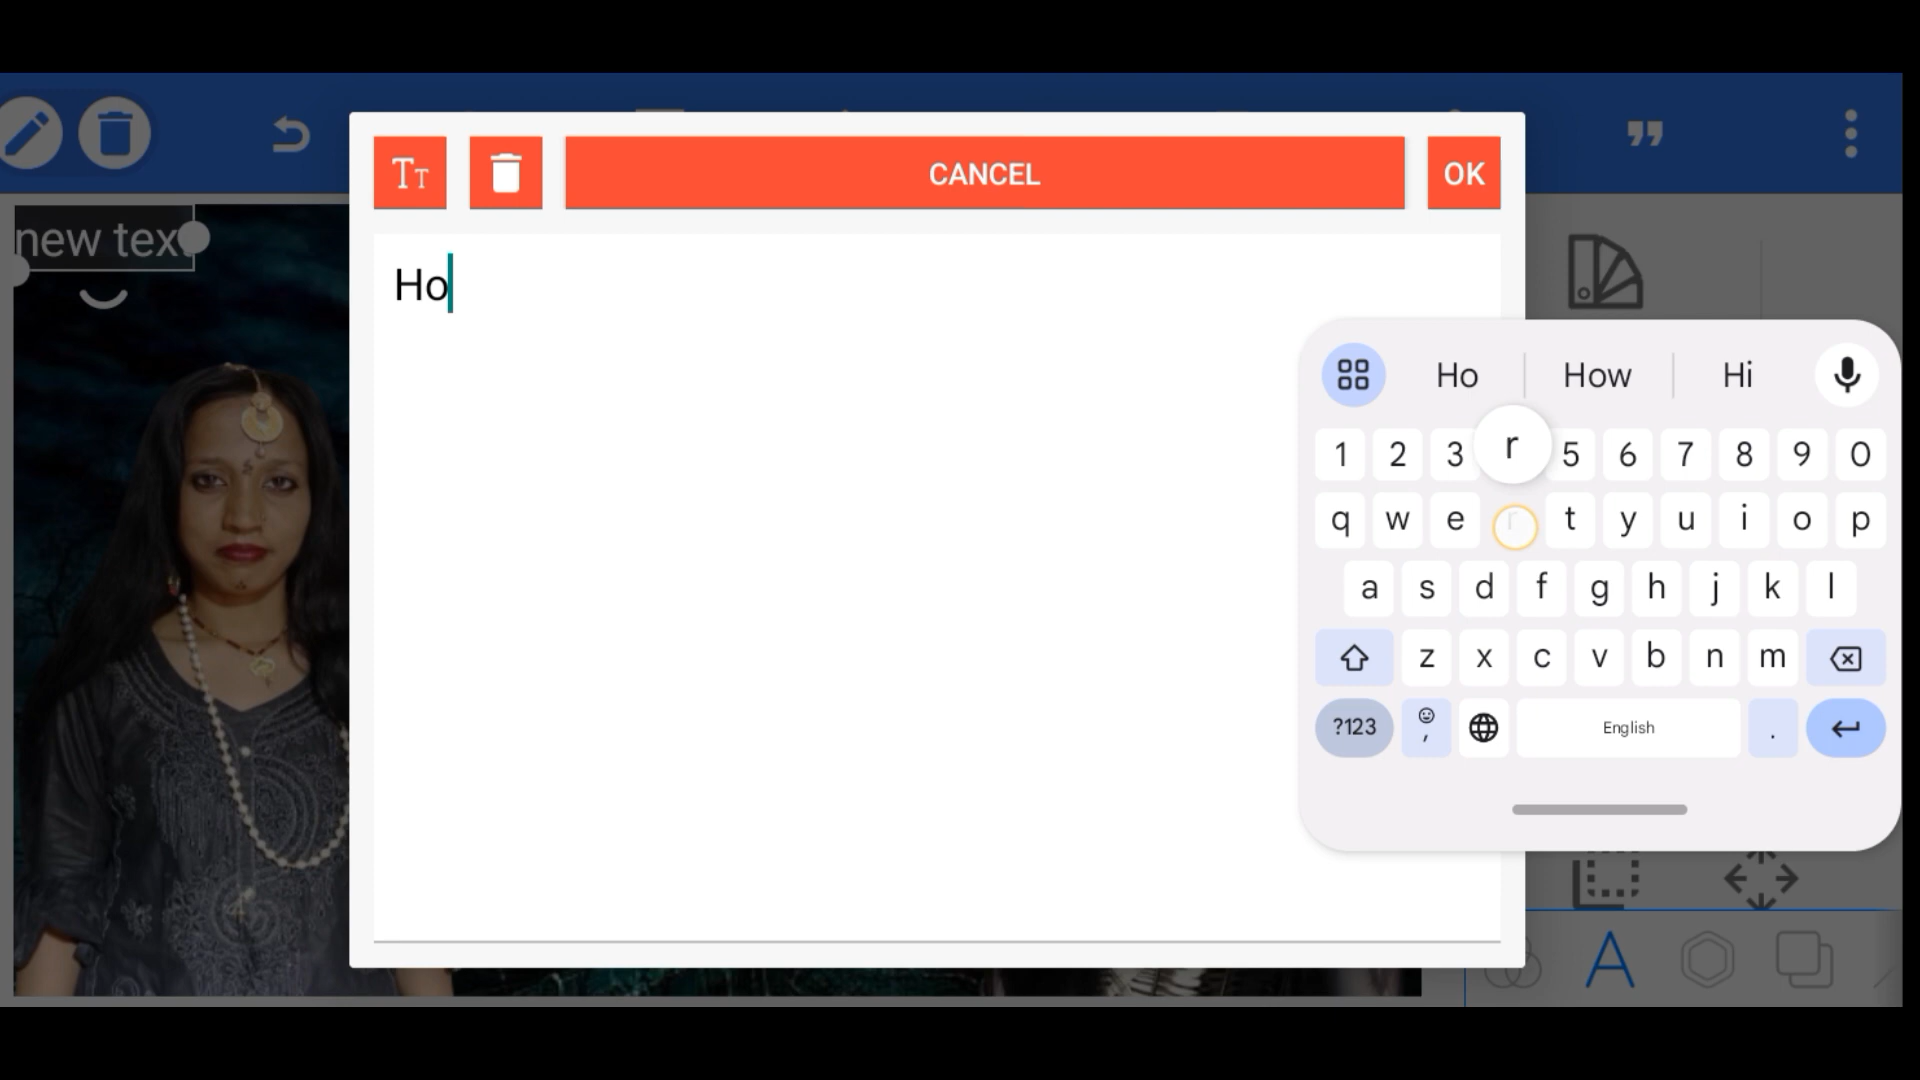 TT
CANCEL
OK
new tex
Ho
Ho
How
Hi
1 2 3 r 5 6 7 8 9 0
q w e r t y u i o p
a s d f g h j k l
z x c v b n m
?123
,
English
.
A